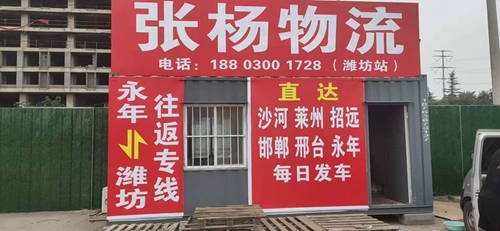 张杨物流
电话：188 0300 1728（潍坊站）
永年⇌潍坊
往返专线
直达
沙河 莱州 招远
邯郸 邢台 永年
每日发车